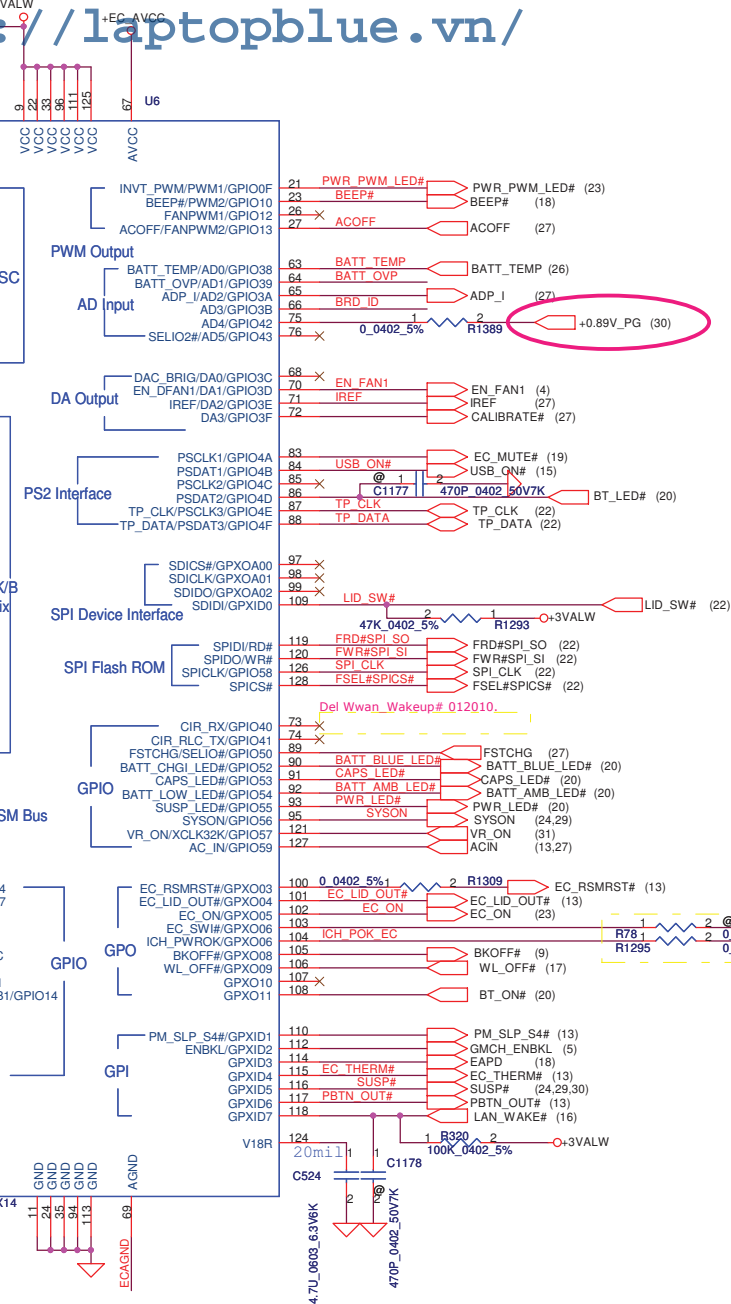 VALW
+EC_AVCC
://laptopblue.vn/
9 22 33 96 111 125 67
U6
VCC VCC VCC VCC VCC VCC AVCC
INVT_PWM/PWM1/GPIO0F 21 PWR_PWM_LED# PWR_PWM_LED# (23)
BEEP#/PWM2/GPIO10 23 BEEP# BEEP# (18)
FANPWM1/GPIO12 26
ACOFF/FANPWM2/GPIO13 27 ACOFF ACOFF (27)
PWM Output
BATT_TEMP/AD0/GPIO38 63 BATT_TEMP BATT_TEMP (26)
SC
BATT_OVP/AD1/GPIO39 64 BATT_OVP
ADP_I/AD2/GPIO3A 65 ADP_I (27)
AD Input
AD3/GPIO3B 66 BRD_ID
AD4/GPIO42 75 1 2 +0.89V_PG (30)
0_0402_5% R1389
SELIO2#/AD5/GPIO43 76
DAC_BRIG/DA0/GPIO3C 68
EN_DFAN1/DA1/GPIO3D 70 EN_FAN1 EN_FAN1 (4)
DA Output
IREF/DA2/GPIO3E 71 IREF IREF (27)
DA3/GPIO3F 72 CALIBRATE# (27)
PSCLK1/GPIO4A 83 EC_MUTE# (19)
PSDAT1/GPIO4B 84 USB_ON# USB_ON# (15)
PSCLK2/GPIO4C 85 @ 1 2
PS2 Interface
C1177 470P_0402_50V7K
PSDAT2/GPIO4D 86 BT_LED# (20)
TP_CLK/PSCLK3/GPIO4E 87 TP_CLK TP_CLK (22)
TP_DATA/PSDAT3/GPIO4F 88 TP_DATA TP_DATA (22)
SDICS#/GPXOA00 97
SDICLK/GPXOA01 98
K/B
SDIDO/GPXOA02 99
ix
SDIDI/GPXID0 109 LID_SW# LID_SW# (22)
SPI Device Interface
2 1 +3VALW
47K_0402_5% R1293
SPIDI/RD# 119 FRD#SPI_SO FRD#SPI_SO (22)
SPIDO/WR# 120 FWR#SPI_SI FWR#SPI_SI (22)
SPI Flash ROM
SPICLK/GPIO58 126 SPI_CLK SPI_CLK (22)
SPICS# 128 FSEL#SPICS# FSEL#SPICS# (22)
Del Wwan_Wakeup# 012010.
CIR_RX/GPIO40 73
CIR_RLC_TX/GPIO41 74
FSTCHG/SELIO#/GPIO50 89 FSTCHG (27)
BATT_CHGI_LED#/GPIO52 90 BATT_BLUE_LED# BATT_BLUE_LED# (20)
CAPS_LED#/GPIO53 91 CAPS_LED# CAPS_LED# (20)
GPIO
BATT_LOW_LED#/GPIO54 92 BATT_AMB_LED# BATT_AMB_LED# (20)
SUSP_LED#/GPIO55 93 PWR_LED# PWR_LED# (20)
SM Bus
SYSON/GPIO56 95 SYSON SYSON (24,29)
VR_ON/XCLK32K/GPIO57 121 VR_ON (31)
AC_IN/GPIO59 127 ACIN (13,27)
4
EC_RSMRST#/GPXO03 100 0_0402_5% 1 2 R1309 EC_RSMRST# (13)
7
EC_LID_OUT#/GPXO04 101 EC_LID_OUT# EC_LID_OUT# (13)
EC_ON/GPXO05 102 EC_ON EC_ON (23)
EC_SWI#/GPXO06 103 1 2 @
R78 0
ICH_PWROK/GPXO06 104 ICH_POK_EC 1 2
R1295 0_
GPO
BKOFF#/GPXO08 105 BKOFF# (9)
C
GPIO
WL_OFF#/GPXO09 106 WL_OFF# (17)
GPXO10 107
31/GPIO14
GPXO11 108 BT_ON# (20)
PM_SLP_S4#/GPXID1 110 PM_SLP_S4# (13)
ENBKL/GPXID2 112 GMCH_ENBKL (5)
GPXID3 114 EAPD (18)
GPI
GPXID4 115 EC_THERM# EC_THERM# (13)
GPXID5 116 SUSP# SUSP# (24,29,30)
GPXID6 117 PBTN_OUT# PBTN_OUT# (13)
GPXID7 118 LAN_WAKE# (16)
V18R 124 1 R320 2 +3VALW
100K_0402_5%
20mil 1 1 C1178
C524
2 2 @
GND GND GND GND GND AGND
X14
11 24 35 94 113 69
ECAGND
4.7U_0603_6.3V6K
470P_0402_50V7K